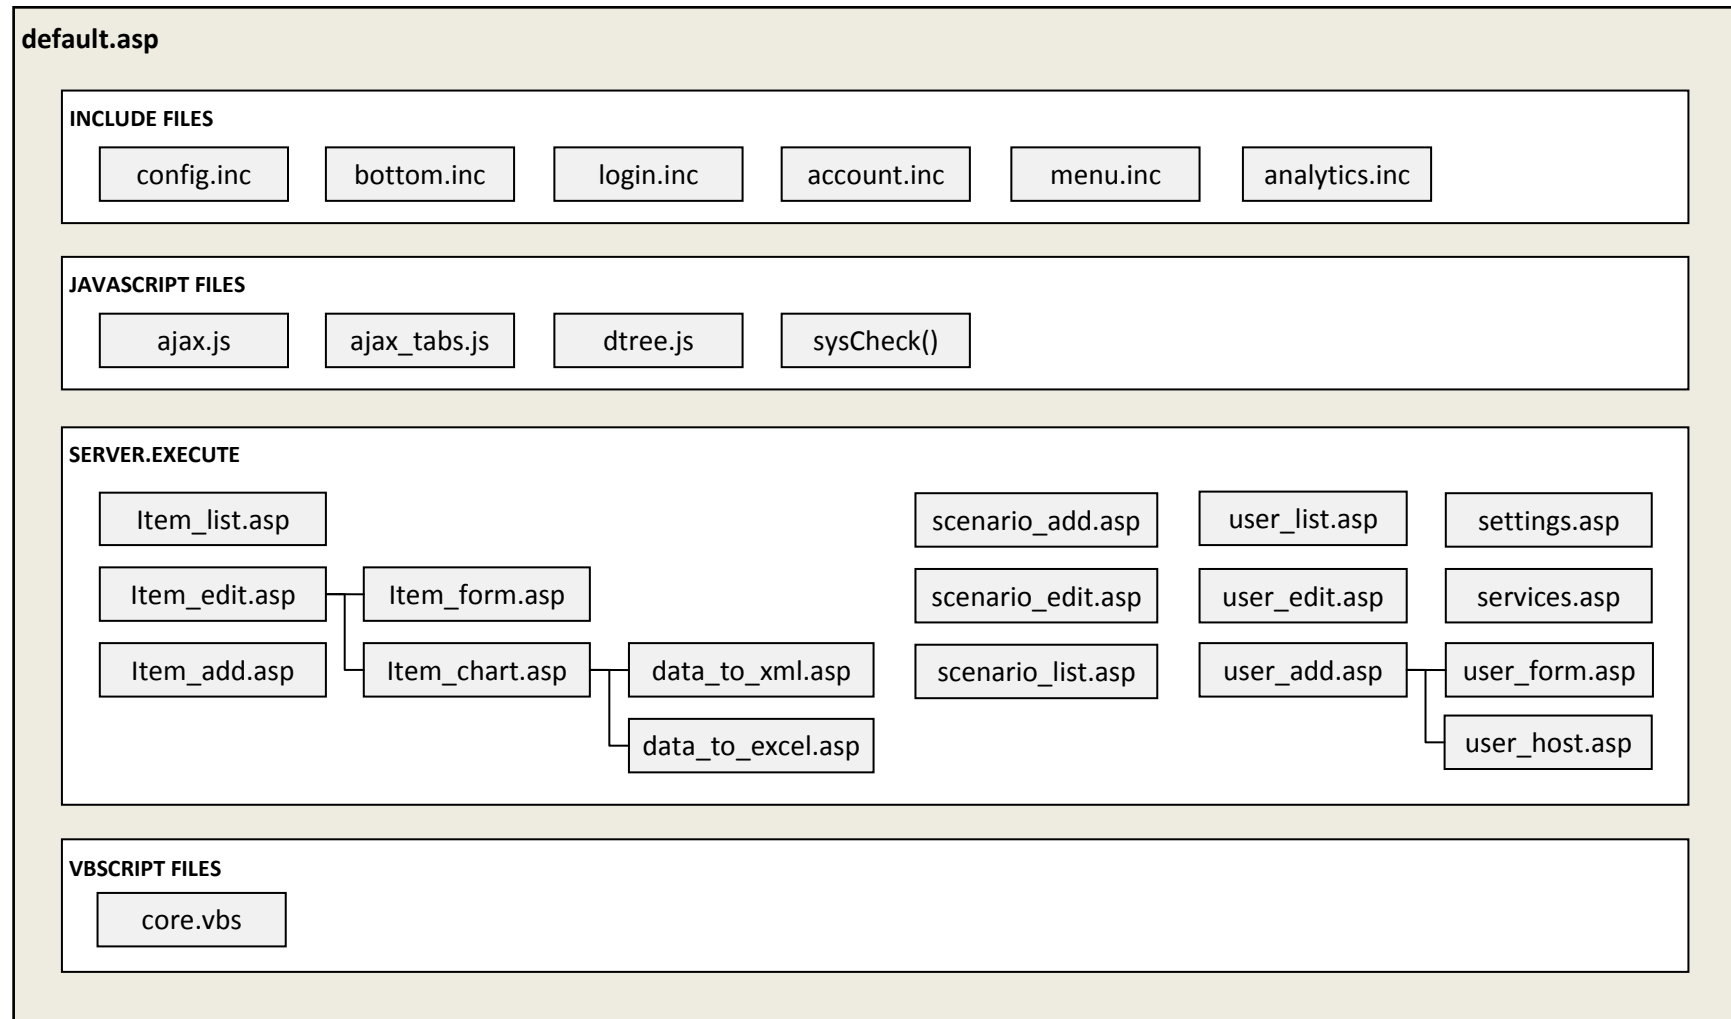 default.asp
INCLUDE FILES
config.inc
bottom.inc
login.inc
account.inc
menu.inc
analytics.inc
JAVASCRIPT FILES
ajax.js
ajax_tabs.js
dtree.js
sysCheck()
SERVER.EXECUTE
Item_list.asp
scenario_add.asp
user_list.asp
settings.asp
Item_edit.asp
Item_form.asp
scenario_edit.asp
user_edit.asp
services.asp
Item_add.asp
Item_chart.asp
data_to_xml.asp
scenario_list.asp
user_add.asp
user_form.asp
data_to_excel.asp
user_host.asp
VBSCRIPT FILES
core.vbs